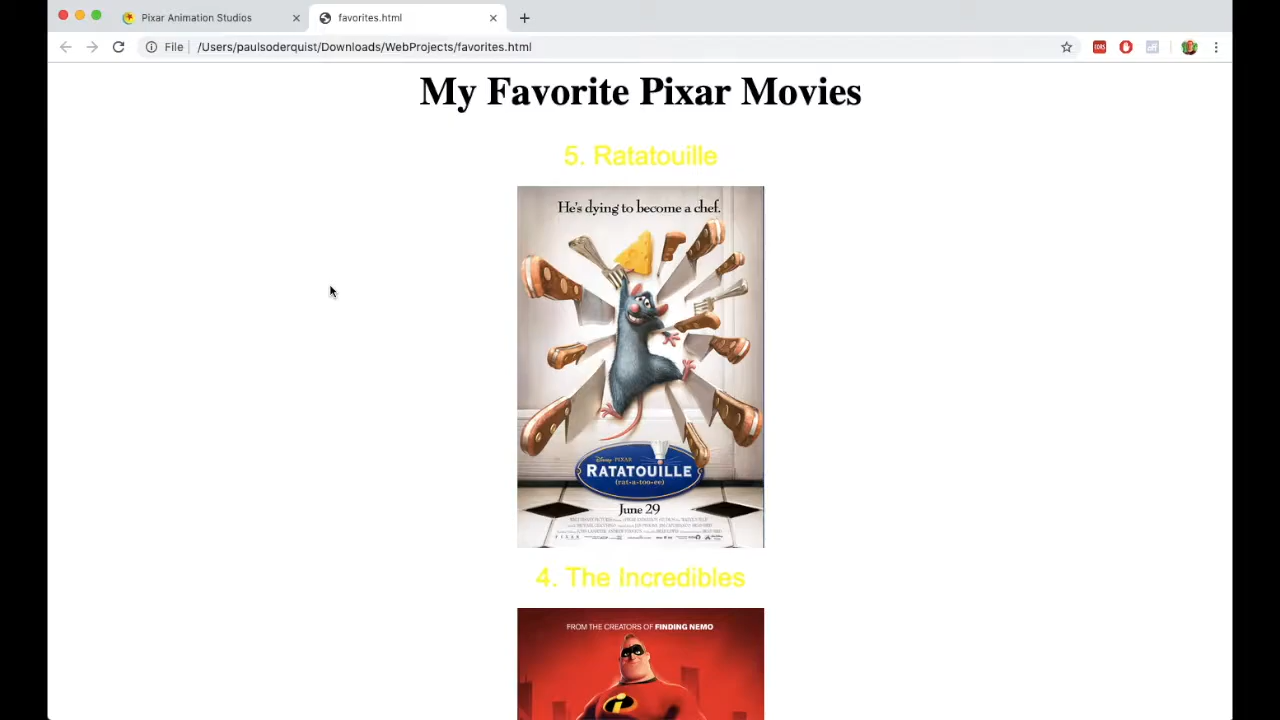 Pixar Animation Studios
favorites.html
File
/Users/paulsoderquist/Downloads/WebProjects/favorites.html
My Favorite Pixar Movies
5. Ratatouille
He's dying to become a chef.
DISNEY PIXAR
RATATOUILLE
(rat·a·too·ee)
June 29
4. The Incredibles
FROM THE CREATORS OF FINDING NEMO